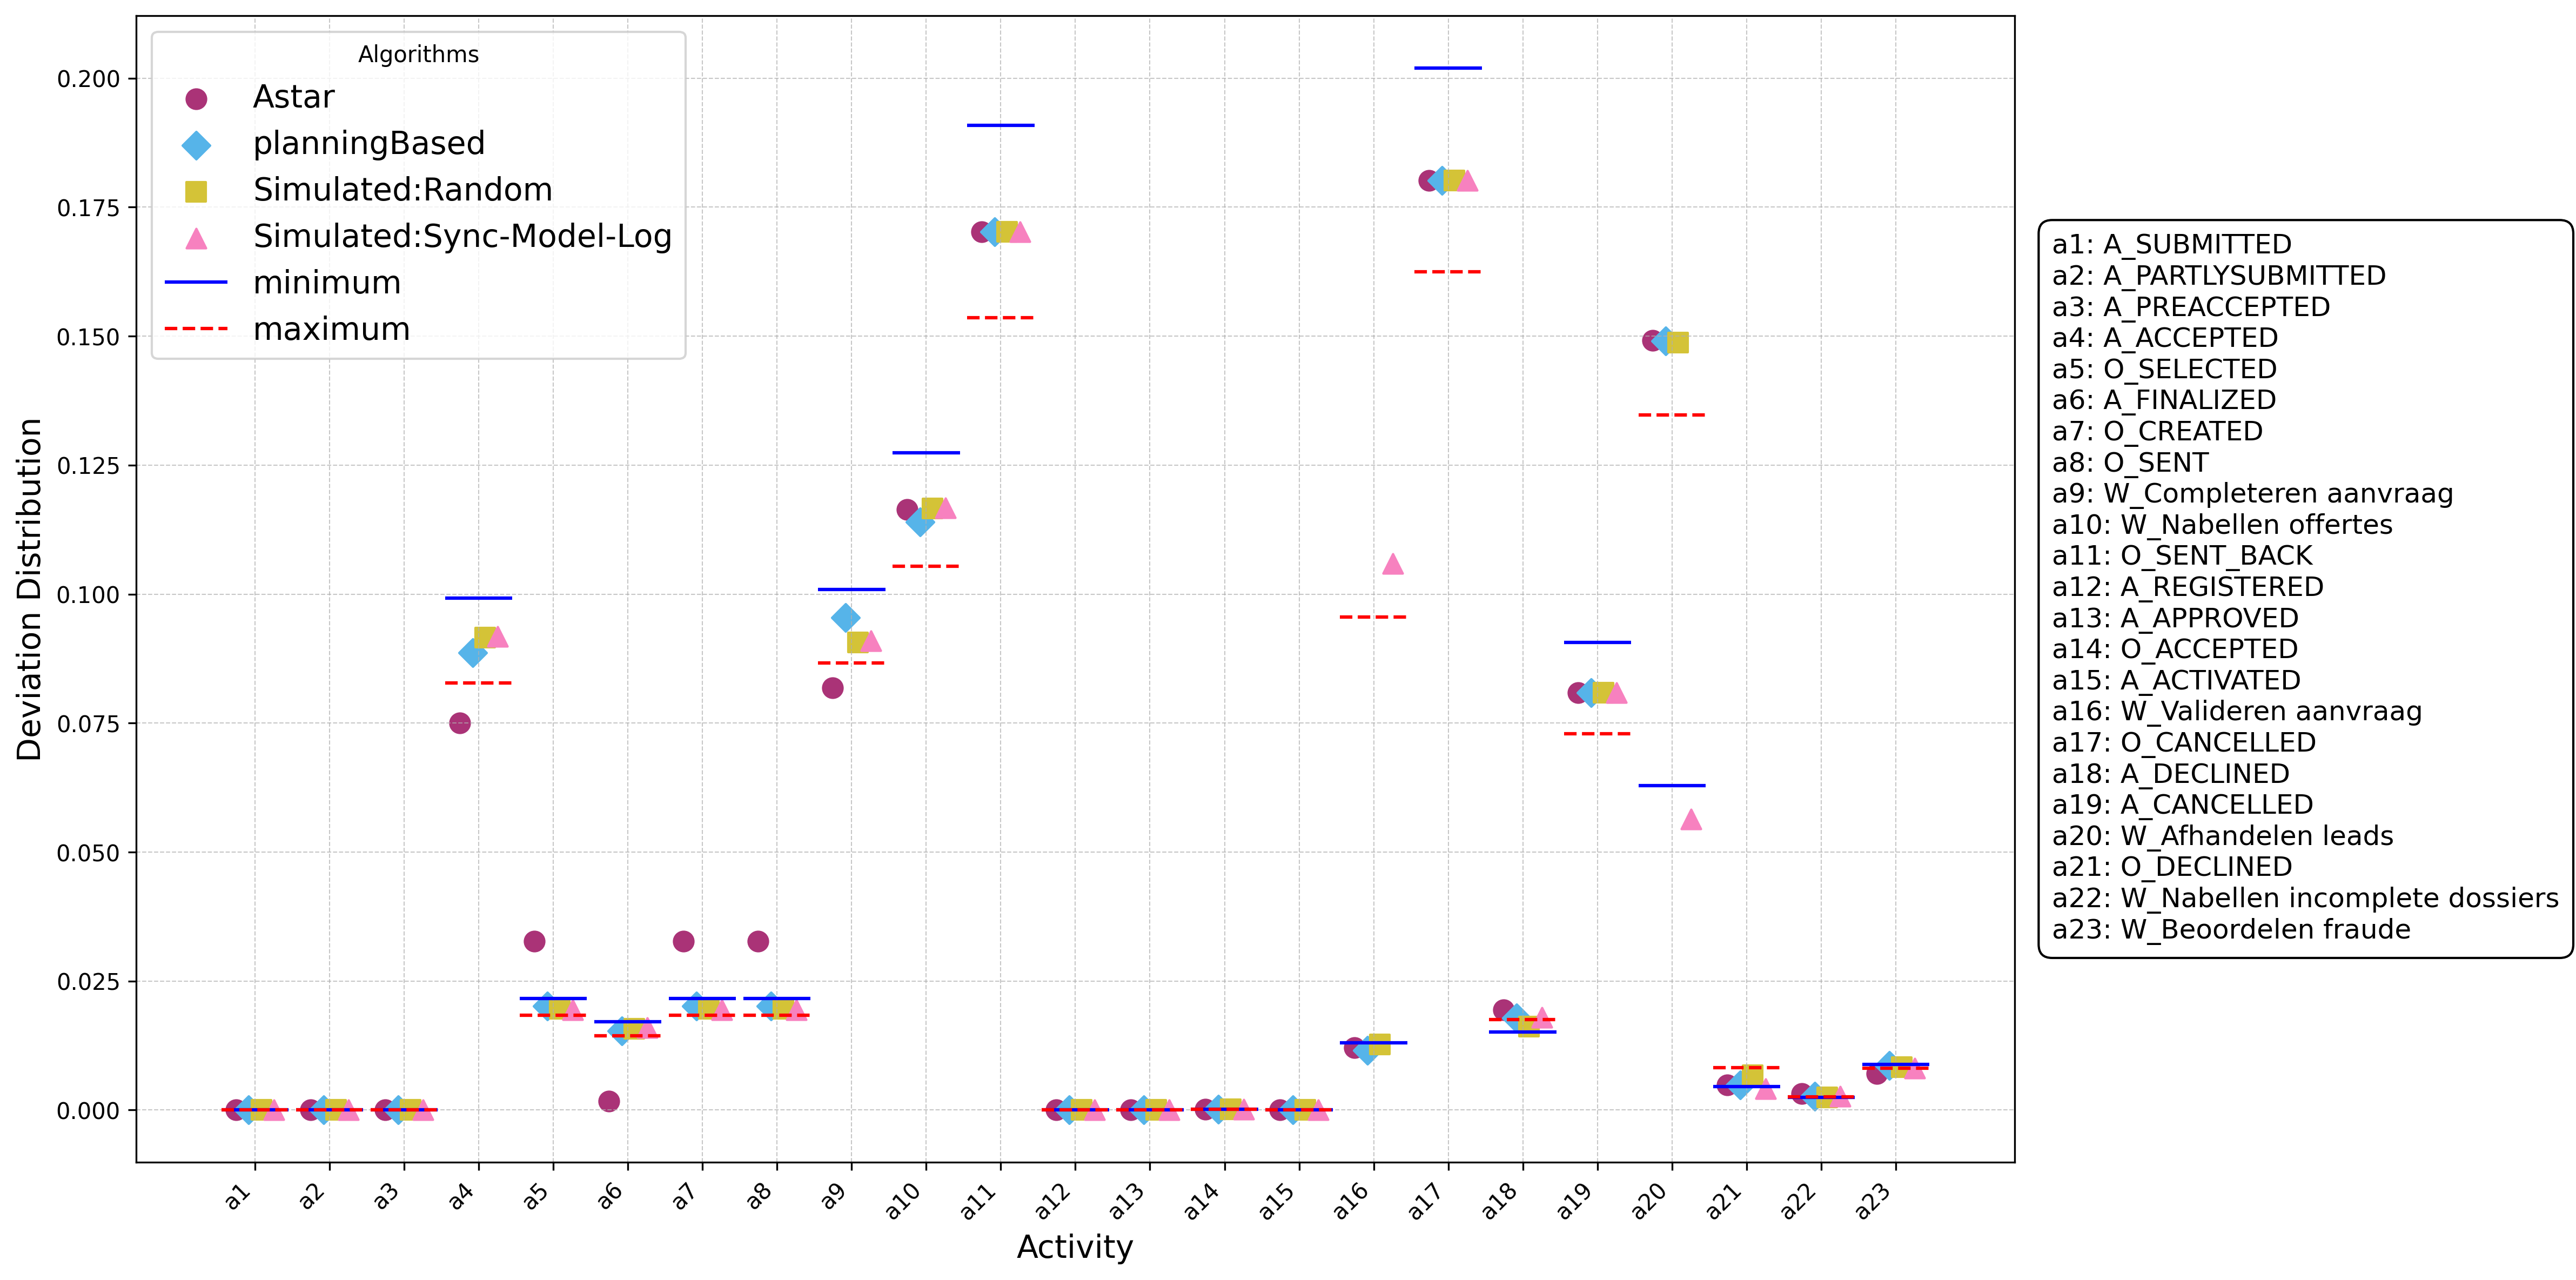 Algorithms
Astar
planningBased
Simulated:Random
Simulated:Sync-Model-Log
minimum
maximum
Deviation Distribution
0.200
0.175
0.150
0.125
0.100
0.075
0.050
0.025
0.000
a1 a2 a3 a4 a5 a6 a7 a8 a9 a10 a11 a12 a13 a14 a15 a16 a17 a18 a19 a20 a21 a22 a23
Activity
a1: A_SUBMITTED
a2: A_PARTLYSUBMITTED
a3: A_PREACCEPTED
a4: A_ACCEPTED
a5: O_SELECTED
a6: A_FINALIZED
a7: O_CREATED
a8: O_SENT
a9: W_Completeren aanvraag
a10: W_Nabellen offertes
a11: O_SENT_BACK
a12: A_REGISTERED
a13: A_APPROVED
a14: O_ACCEPTED
a15: A_ACTIVATED
a16: W_Valideren aanvraag
a17: O_CANCELLED
a18: A_DECLINED
a19: A_CANCELLED
a20: W_Afhandelen leads
a21: O_DECLINED
a22: W_Nabellen incomplete dossiers
a23: W_Beoordelen fraude